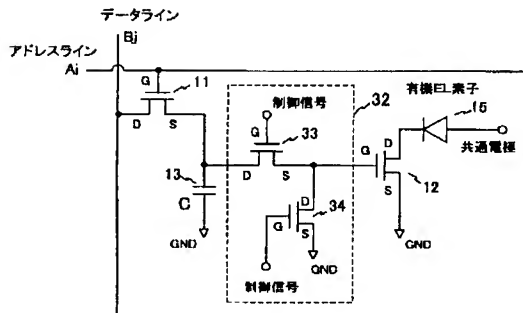 データライン
Bj
アドレスライン
Ai
G
11
D
S
13
C
GND
制御信号
G
33
D
S
32
D
G
34
S
GND
制御信号
有機EL素子
15
共通電極
G
D
12
S
GND